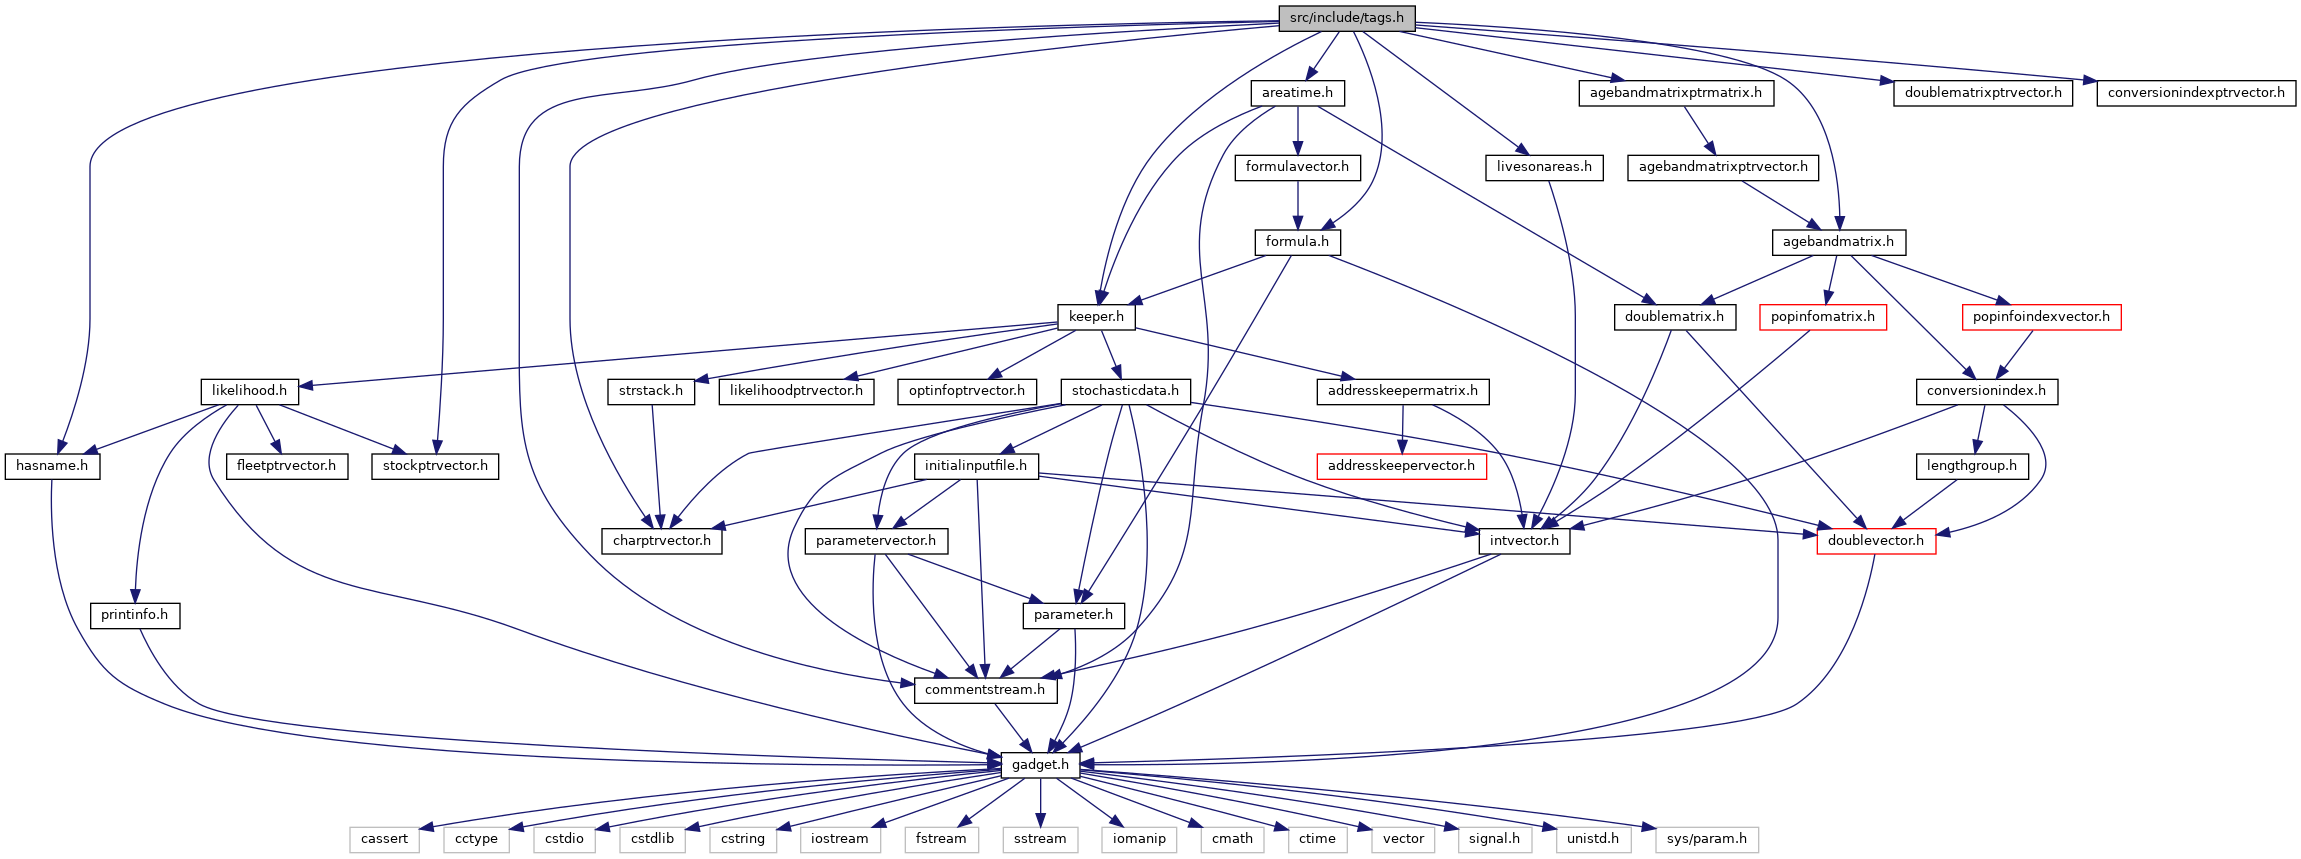 src/include/tags.h
areatime.h
agebandmatrixptrmatrix.h
doublematrixptrvector.h
conversionindexptrvector.h
formulavector.h
livesonareas.h
agebandmatrixptrvector.h
formula.h
agebandmatrix.h
keeper.h
doublematrix.h
popinfomatrix.h
popinfoindexvector.h
likelihood.h
strstack.h
likelihoodptrvector.h
optinfoptrvector.h
stochasticdata.h
addresskeepermatrix.h
conversionindex.h
hasname.h
fleetptrvector.h
stockptrvector.h
initialinputfile.h
addresskeepervector.h
lengthgroup.h
charptrvector.h
parametervector.h
intvector.h
doublevector.h
printinfo.h
parameter.h
commentstream.h
gadget.h
cassert
cctype
cstdio
cstdlib
cstring
iostream
fstream
sstream
iomanip
cmath
ctime
vector
signal.h
unistd.h
sys/param.h